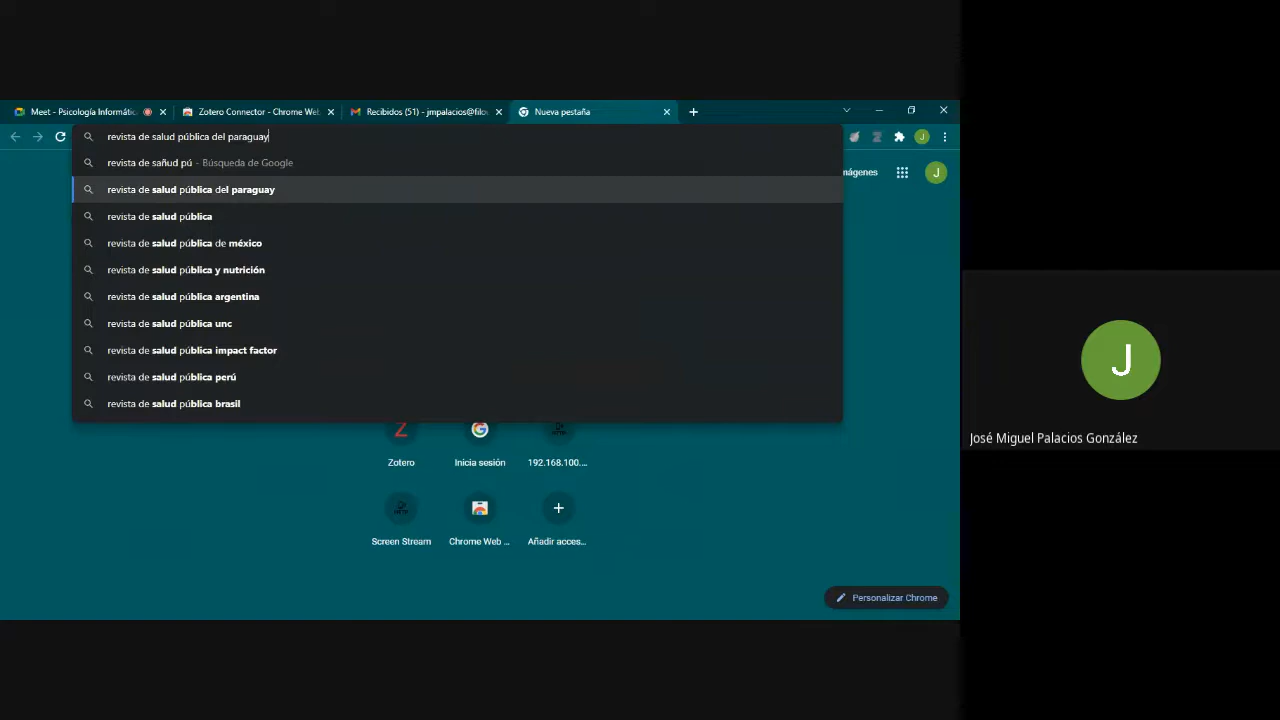 Meet - Psicología Informátic
Zotero Connector - Chrome Web
Recibidos (51) - jmpalacios@filo
Nueva pestaña
revista de salud pública del paraguay
revista de sañud pú - Búsqueda de Google
revista de salud pública del paraguay
revista de salud pública
revista de salud pública de méxico
revista de salud pública y nutrición
revista de salud pública argentina
revista de salud pública unc
revista de salud pública impact factor
revista de salud pública perú
revista de salud pública brasil
mágenes
J
J
Z
Zotero
Inicia sesión
192.168.100....
Screen Stream
Chrome Web ...
Añadir acces...
Personalizar Chrome
J
José Miguel Palacios González